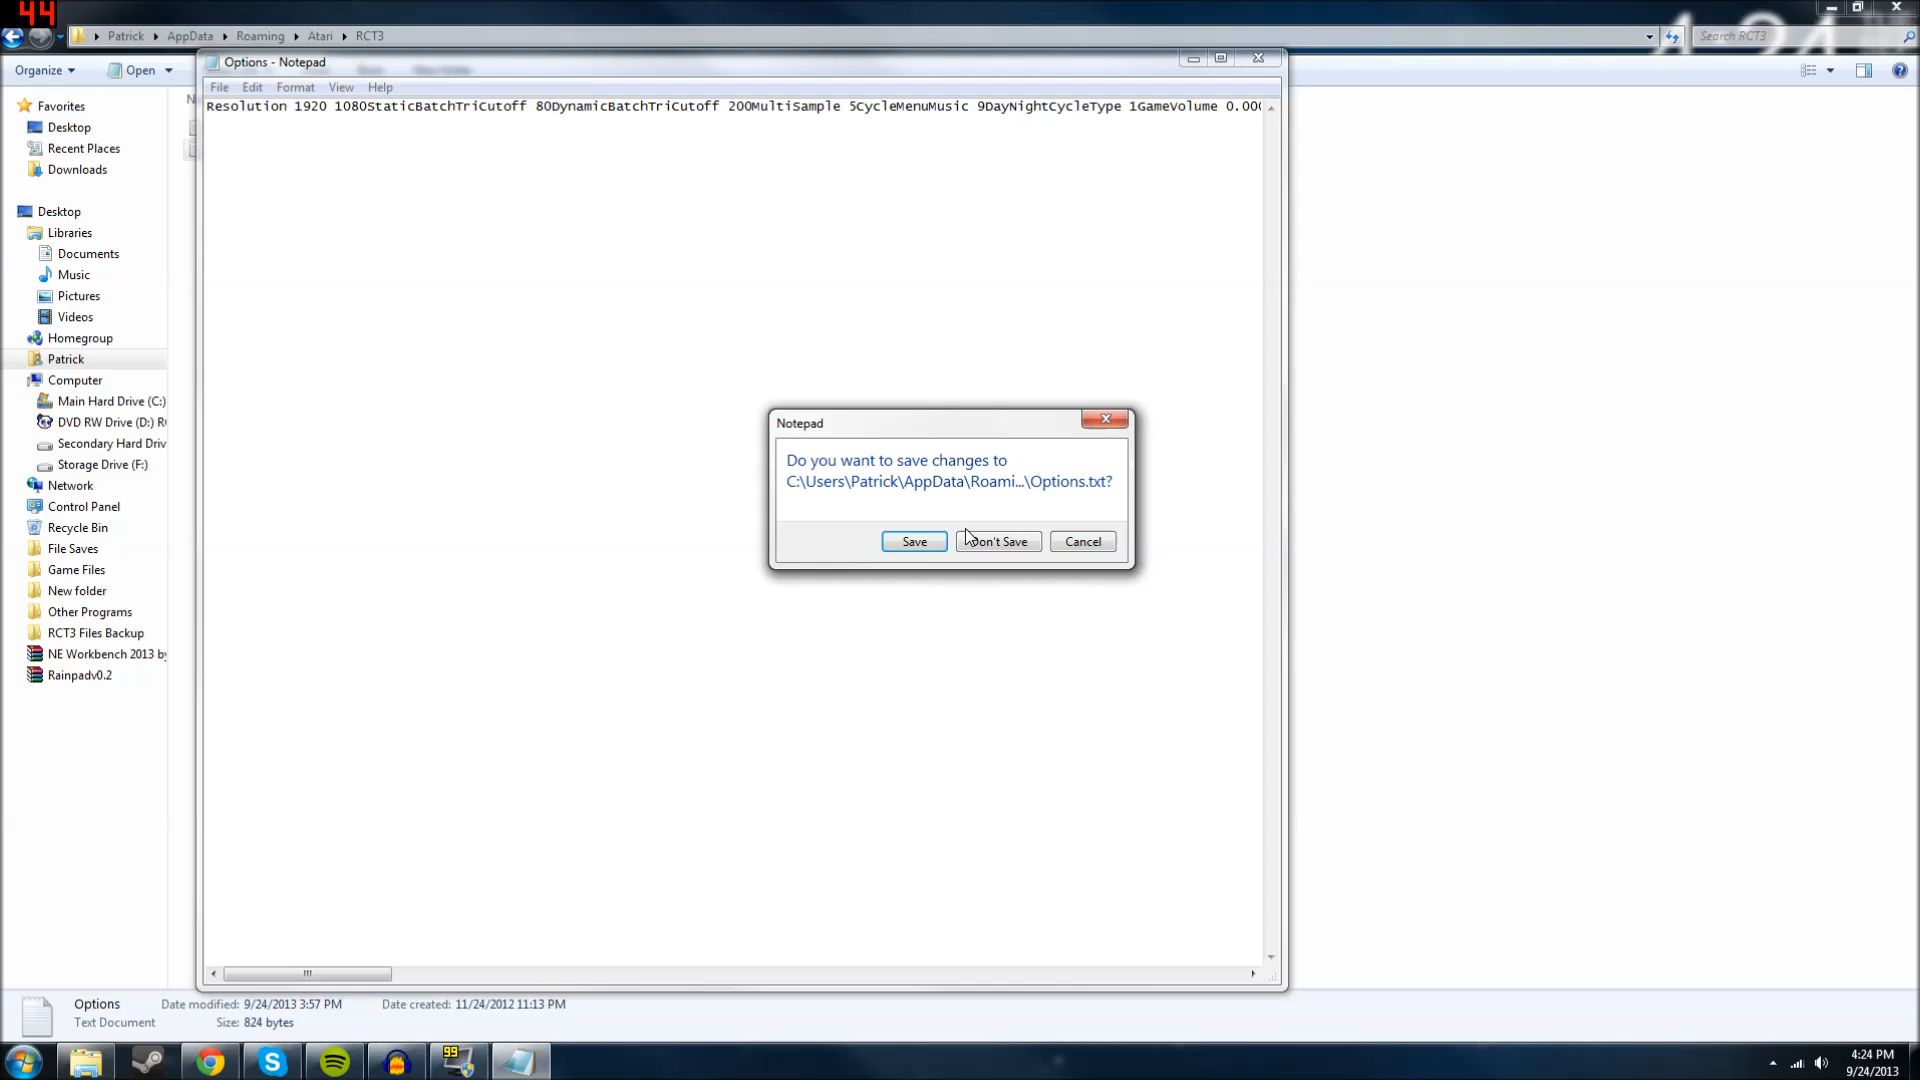 44
Patrick AppData Roaming Atari RCT3
Search RCT3
Organize Open
Options - Notepad
File Edit Format View Help
Resolution 1920 1080StaticBatchTriCutoff 80DynamicBatchTriCutoff 200MultiSample 5CycleMenuMusic 9DayNightCycleType 1GameVolume 0.000
Favorites
Desktop
Recent Places
Downloads
Desktop
Libraries
Documents
Music
Pictures
Videos
Homegroup
Patrick
Computer
Main Hard Drive (C:)
DVD RW Drive (D:) R
Secondary Hard Driv
Storage Drive (F:)
Network
Control Panel
Recycle Bin
File Saves
Game Files
New folder
Other Programs
RCT3 Files Backup
NE Workbench 2013 by
Rainpadv0.2
Notepad
Do you want to save changes to
C:\Users\Patrick\AppData\Roami...\Options.txt?
Save Don't Save Cancel
Options Date modified: 9/24/2013 3:57 PM Date created: 11/24/2012 11:13 PM
Text Document Size: 824 bytes
99
4:24 PM
9/24/2013